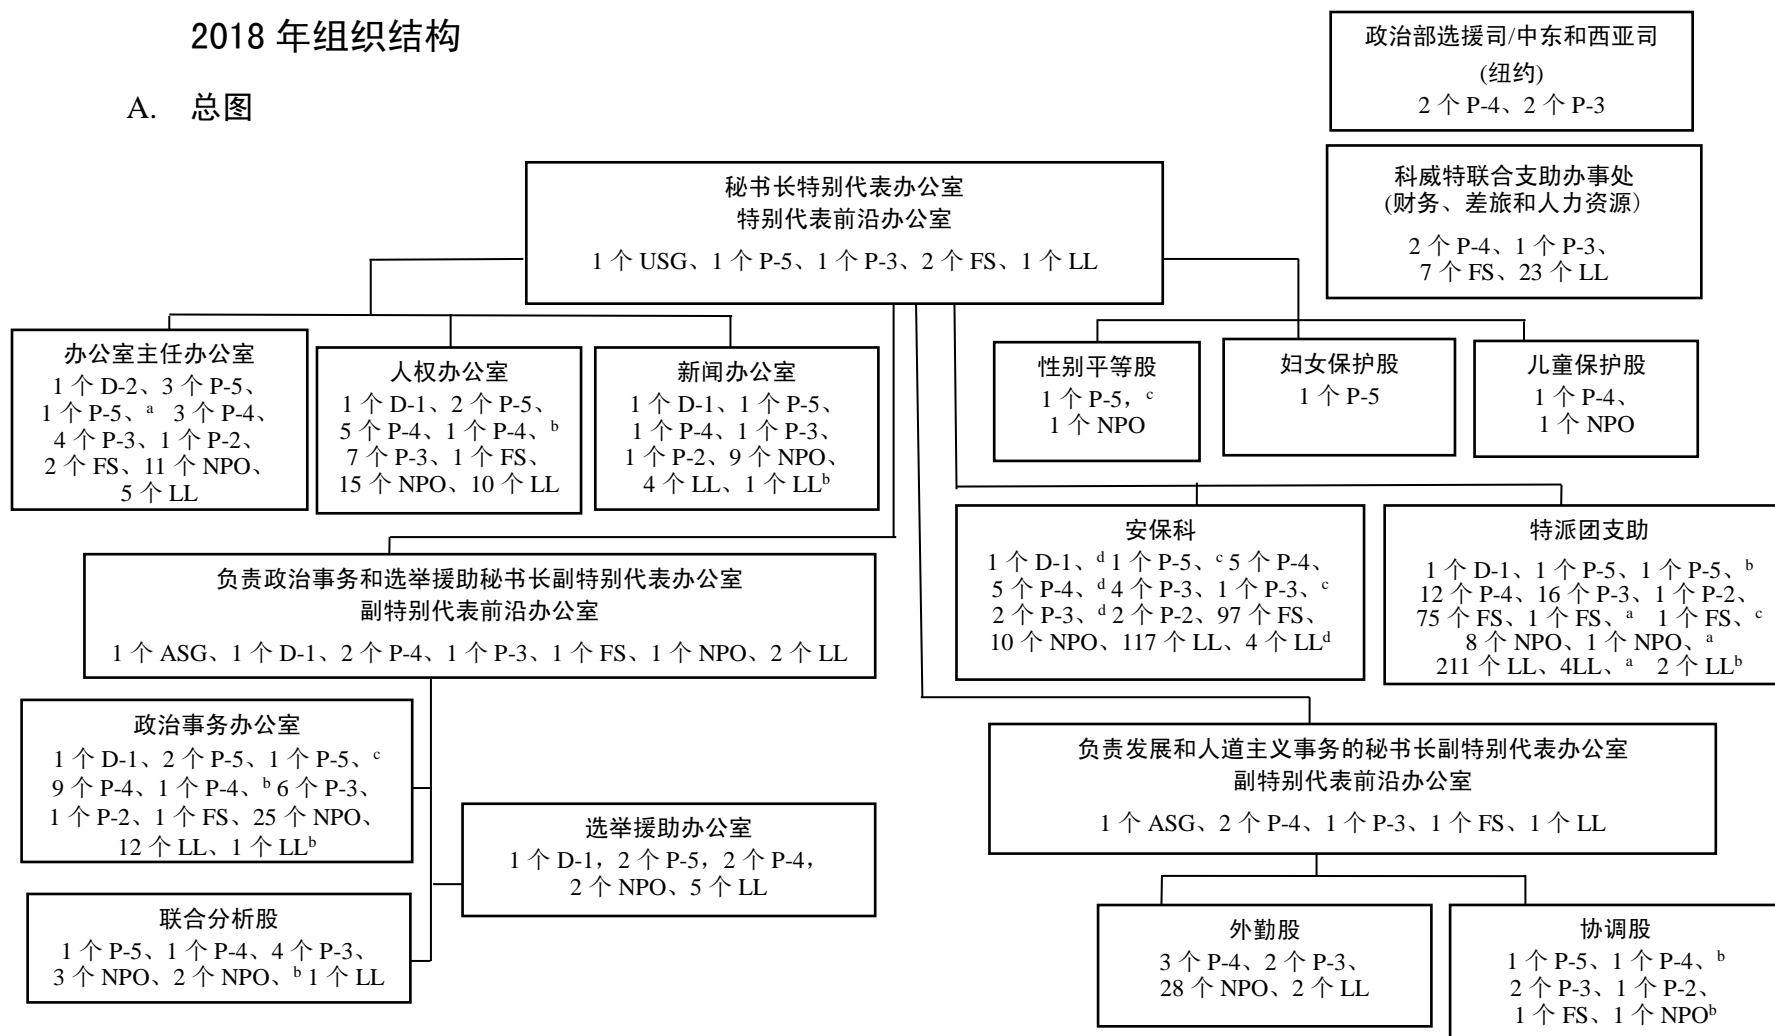 2018 年组织结构
A. 总图
政治部选援司/中东和西亚司
(纽约)
2 个 P-4、2 个 P-3
科威特联合支助办事处
(财务、差旅和人力资源)
2 个 P-4、1 个 P-3、
7 个 FS、23 个 LL
秘书长特别代表办公室
特别代表前沿办公室
1 个 USG、1 个 P-5、1 个 P-3、2 个 FS、1 个 LL
办公室主任办公室
1 个 D-2、3 个 P-5、
1 个 P-5、a 3 个 P-4、
4 个 P-3、1 个 P-2、
2 个 FS、11 个 NPO、
5 个 LL
人权办公室
1 个 D-1、2 个 P-5、
5 个 P-4、1 个 P-4、b
7 个 P-3、1 个 FS、
15 个 NPO、10 个 LL
新闻办公室
1 个 D-1、1 个 P-5、
1 个 P-4、1 个 P-3、
1 个 P-2、9 个 NPO、
4 个 LL、1 个 LLb
性别平等股
1 个 P-5，c
1 个 NPO
妇女保护股
1 个 P-5
儿童保护股
1 个 P-4、
1 个 NPO
安保科
1 个 D-1、d 1 个 P-5、c 5 个 P-4、
5 个 P-4、d 4 个 P-3、1 个 P-3、c
2 个 P-3、d 2 个 P-2、97 个 FS、
10 个 NPO、117 个 LL、4 个 LLd
特派团支助
1 个 D-1、1 个 P-5、1 个 P-5、b
12 个 P-4、16 个 P-3、1 个 P-2、
75 个 FS、1 个 FS、a 1 个 FS、c
8 个 NPO、1 个 NPO、a
211 个 LL、4LL、a 2 个 LLb
负责政治事务和选举援助秘书长副特别代表办公室
副特别代表前沿办公室
1 个 ASG、1 个 D-1、2 个 P-4、1 个 P-3、1 个 FS、1 个 NPO、2 个 LL
政治事务办公室
1 个 D-1、2 个 P-5、1 个 P-5、c
9 个 P-4、1 个 P-4、b 6 个 P-3、
1 个 P-2、1 个 FS、25 个 NPO、
12 个 LL、1 个 LLb
选举援助办公室
1 个 D-1，2 个 P-5，2 个 P-4，
2 个 NPO、5 个 LL
联合分析股
1 个 P-5、1 个 P-4、4 个 P-3、
3 个 NPO、2 个 NPO、b 1 个 LL
负责发展和人道主义事务的秘书长副特别代表办公室
副特别代表前沿办公室
1 个 ASG、2 个 P-4、1 个 P-3、1 个 FS、1 个 LL
外勤股
3 个 P-4、2 个 P-3、
28 个 NPO、2 个 LL
协调股
1 个 P-5、1 个 P-4、b
2 个 P-3、1 个 P-2、
1 个 FS、1 个 NPOb